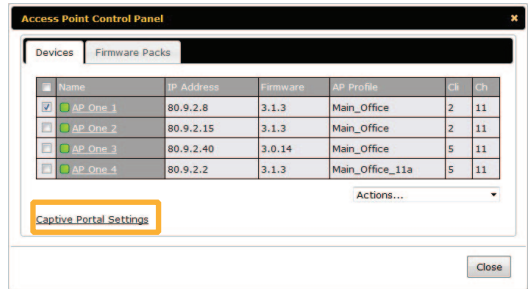 Access Point Control Panel
Devices Firmware Packs
Name IP Address Firmware AP Profile Cli Ch
AP One 1 80.9.2.8 3.1.3 Main_Office 2 11
AP One 2 80.9.2.15 3.1.3 Main_Office 2 11
AP One 3 80.9.2.40 3.0.14 Main_Office 5 11
AP One 4 80.9.2.2 3.1.3 Main_Office_11a 5 11
Actions...
Captive Portal Settings
Close